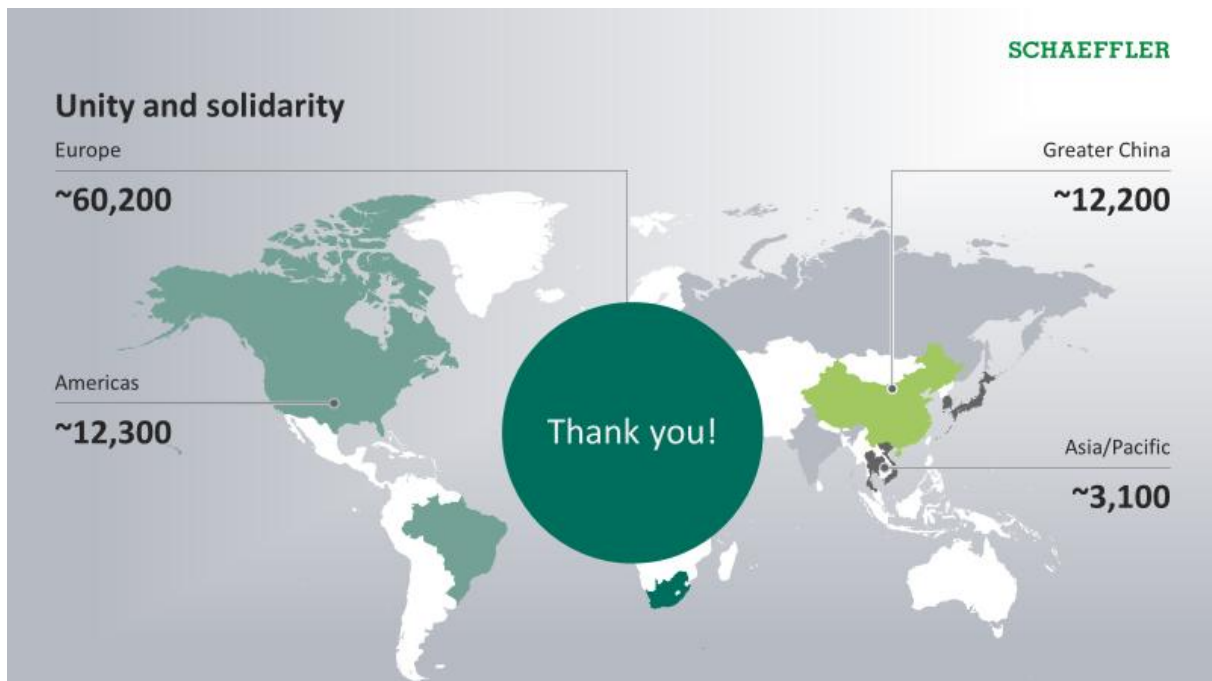 SCHAEFFLER
Unity and solidarity
Europe
~60,200
Greater China
~12,200
Americas
~12,300
Thank you!
Asia/Pacific
~3,100